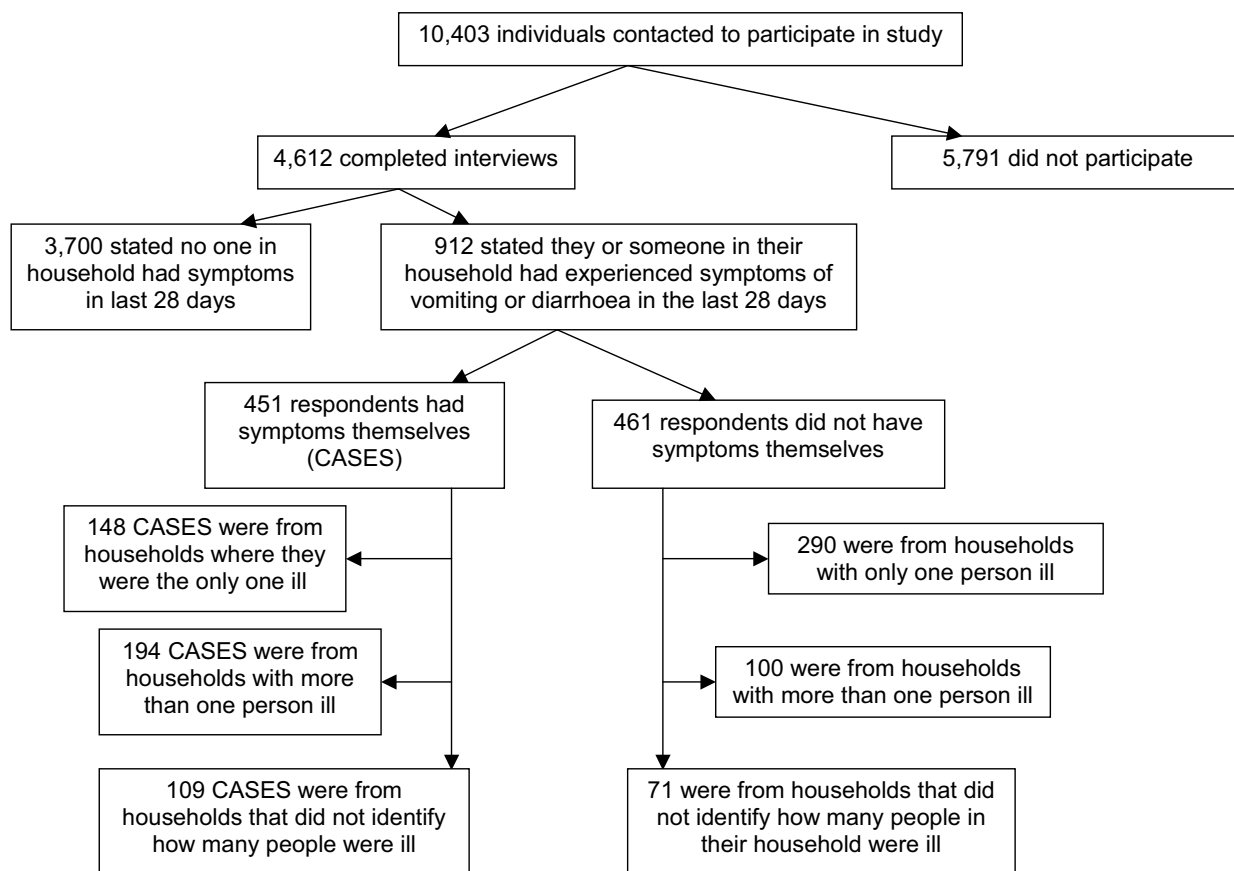 10,403 individuals contacted to participate in study
4,612 completed interviews
5,791 did not participate
3,700 stated no one in
household had symptoms
in last 28 days
912 stated they or someone in their
household had experienced symptoms of
vomiting or diarrhoea in the last 28 days
451 respondents had
symptoms themselves
(CASES)
461 respondents did not have
symptoms themselves
148 CASES were from
households where they
were the only one ill
290 were from households
with only one person ill
194 CASES were from
households with more
than one person ill
100 were from households
with more than one person ill
109 CASES were from
households that did not identify
how many people were ill
71 were from households that did
not identify how many people in
their household were ill